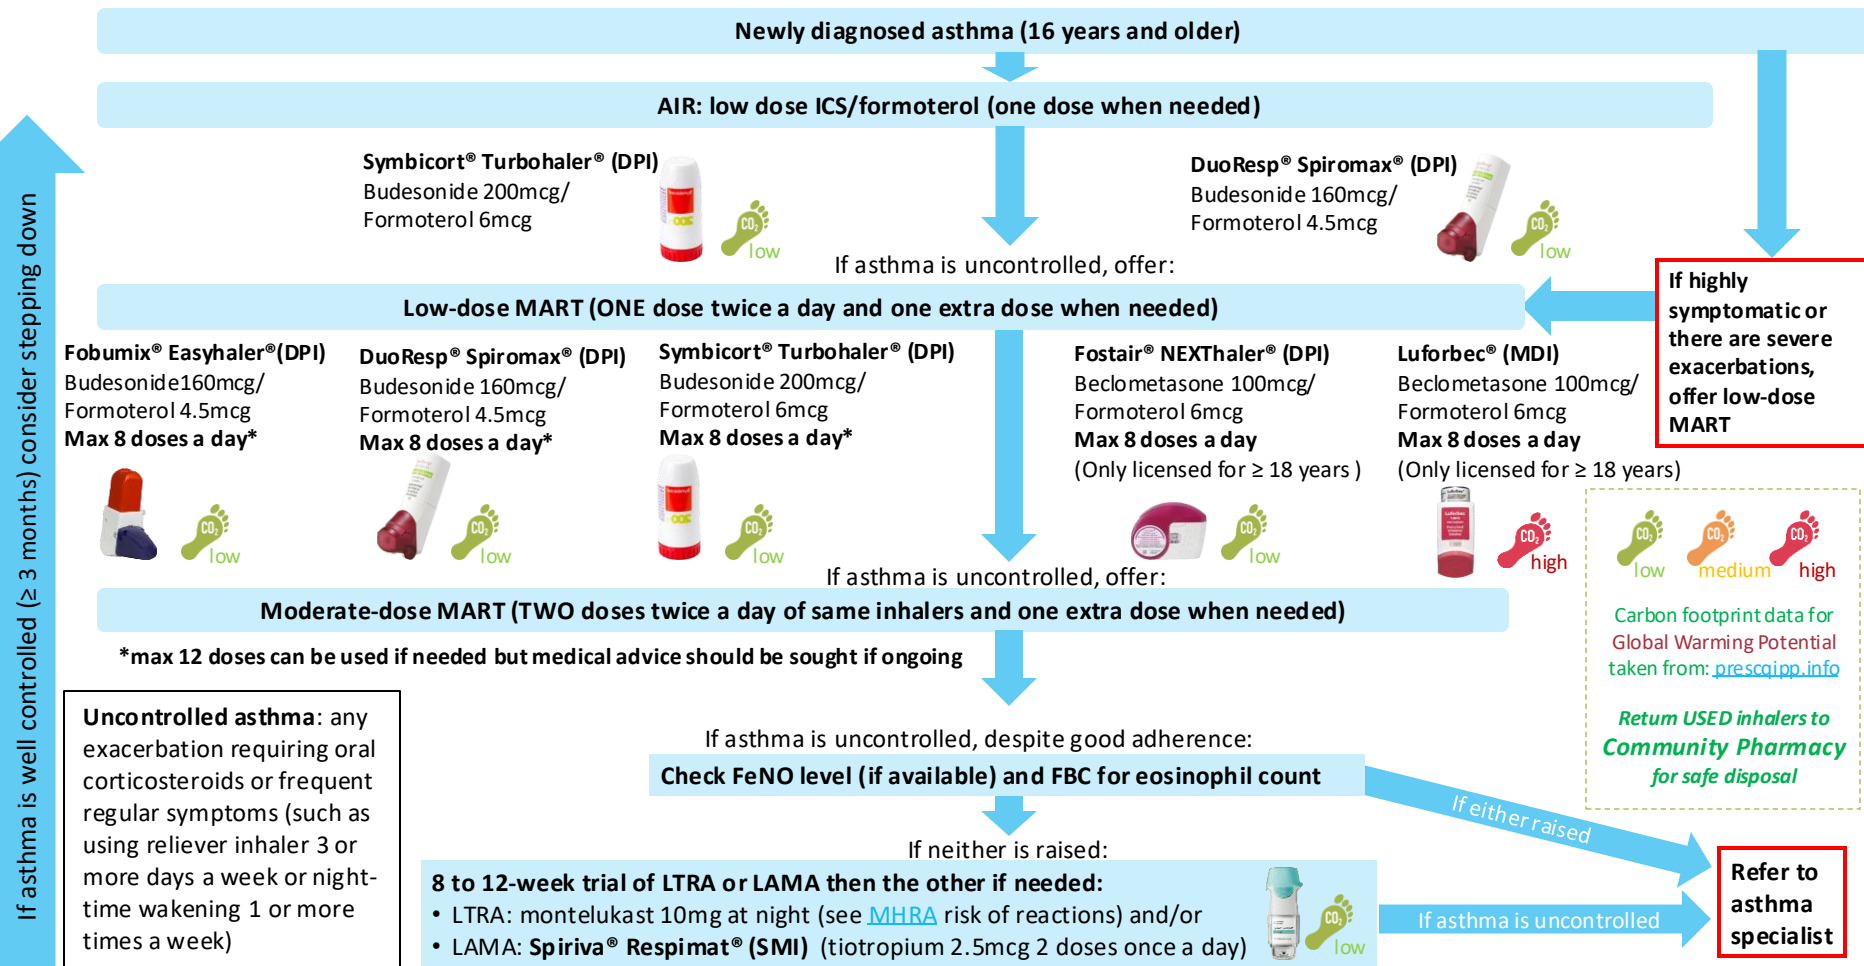 Newly diagnosed asthma (16 years and older)
AIR: low dose ICS/formoterol (one dose when needed)
Symbicort® Turbohaler® (DPI)
Budesonide 200mcg/
Formoterol 6mcg
CO2
low
DuoResp® Spiromax® (DPI)
Budesonide 160mcg/
Formoterol 4.5mcg
CO2
low
If asthma is uncontrolled, offer:
Low-dose MART (ONE dose twice a day and one extra dose when needed)
If highly
symptomatic or
there are severe
exacerbations,
offer low-dose
MART
Fobumix® Easyhaler®(DPI)
Budesonide160mcg/
Formoterol 4.5mcg
Max 8 doses a day*
CO2
low
DuoResp® Spiromax® (DPI)
Budesonide 160mcg/
Formoterol 4.5mcg
Max 8 doses a day*
CO2
low
Symbicort® Turbohaler® (DPI)
Budesonide 200mcg/
Formoterol 6mcg
Max 8 doses a day*
CO2
low
Fostair® NEXThaler® (DPI)
Beclometasone 100mcg/
Formoterol 6mcg
Max 8 doses a day
(Only licensed for ≥ 18 years )
CO2
low
Luforbec® (MDI)
Beclometasone 100mcg/
Formoterol 6mcg
Max 8 doses a day
(Only licensed for ≥ 18 years)
Luforbec
CO2
high
If asthma is uncontrolled, offer:
Moderate-dose MART (TWO doses twice a day of same inhalers and one extra dose when needed)
*max 12 doses can be used if needed but medical advice should be sought if ongoing
CO2
low
CO2
medium
CO2
high
Carbon footprint data for
Global Warming Potential
taken from: prescqipp.info
Return USED inhalers to
Community Pharmacy
for safe disposal
If asthma is well controlled (≥ 3 months) consider stepping down
Uncontrolled asthma: any
exacerbation requiring oral
corticosteroids or frequent
regular symptoms (such as
using reliever inhaler 3 or
more days a week or night-
time wakening 1 or more
times a week)
If asthma is uncontrolled, despite good adherence:
Check FeNO level (if available) and FBC for eosinophil count
If either raised
If neither is raised:
8 to 12-week trial of LTRA or LAMA then the other if needed:
• LTRA: montelukast 10mg at night (see MHRA risk of reactions) and/or
• LAMA: Spiriva® Respimat® (SMI) (tiotropium 2.5mcg 2 doses once a day)
CO2
low
If asthma is uncontrolled
Refer to
asthma
specialist